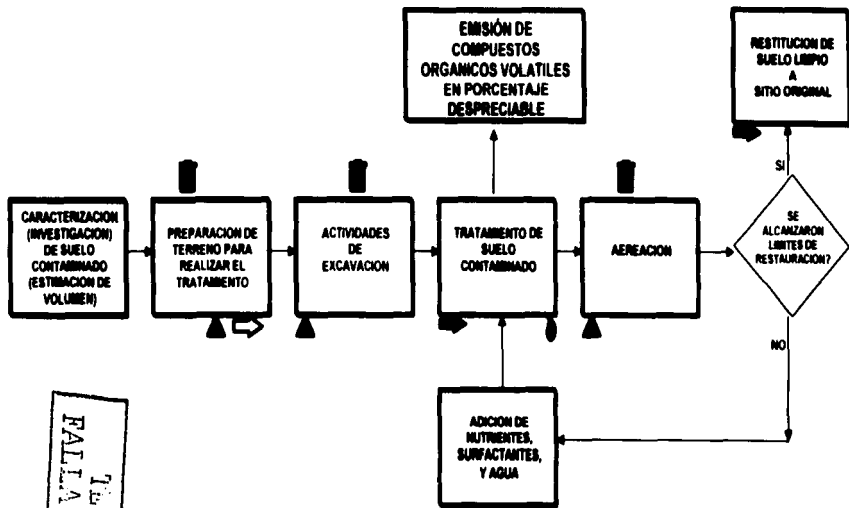 EMISIÓN DE
COMPUESTOS
ORGANICOS VOLATILES
EN PORCENTAJE
DESPRECIABLE
RESTITUCION DE
SUELO LIMPIO
A
SITIO ORIGINAL
SI
CARACTERIZACION
(INVESTIGACION)
DE SUELO
CONTAMINADO
(ESTIMACION DE
VOLUMEN)
PREPARACION DE
TERRENO PARA
REALIZAR EL
TRATAMIENTO
ACTIVIDADES
DE
EXCAVACION
TRATAMIENTO DE
SUELO
CONTAMINADO
AEREACION
SE
ALCANZARON
LIMITES DE
RESTAURACION?
NO
ADICION DE
NUTRIENTES,
SURFACTANTES,
Y AGUA
FALLA